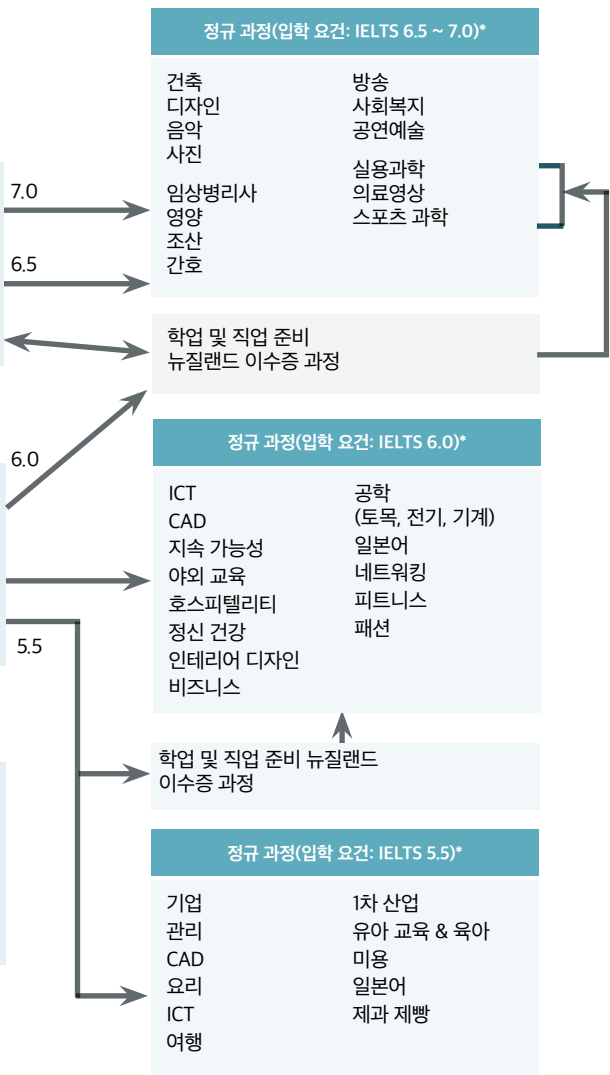 정규 과정(입학 요건: IELTS 6.5 ~ 7.0)*
건축
디자인
음악
사진
임상병리사
영양
조산
간호
방송
사회복지
공연예술
실용과학
의료영상
스포츠 과학
7.0
6.5
학업 및 직업 준비
뉴질랜드 이수증 과정
6.0
정규 과정(입학 요건: IELTS 6.0)*
ICT
CAD
지속 가능성
야외 교육
호스피텔리티
정신 건강
인테리어 디자인
비즈니스
공학
(토목, 전기, 기계)
일본어
네트워킹
피트니스
패션
5.5
학업 및 직업 준비 뉴질랜드
이수증 과정
정규 과정(입학 요건: IELTS 5.5)*
기업
관리
CAD
요리
ICT
여행
1차 산업
유아 교육 & 육아
미용
일본어
제과 제빵